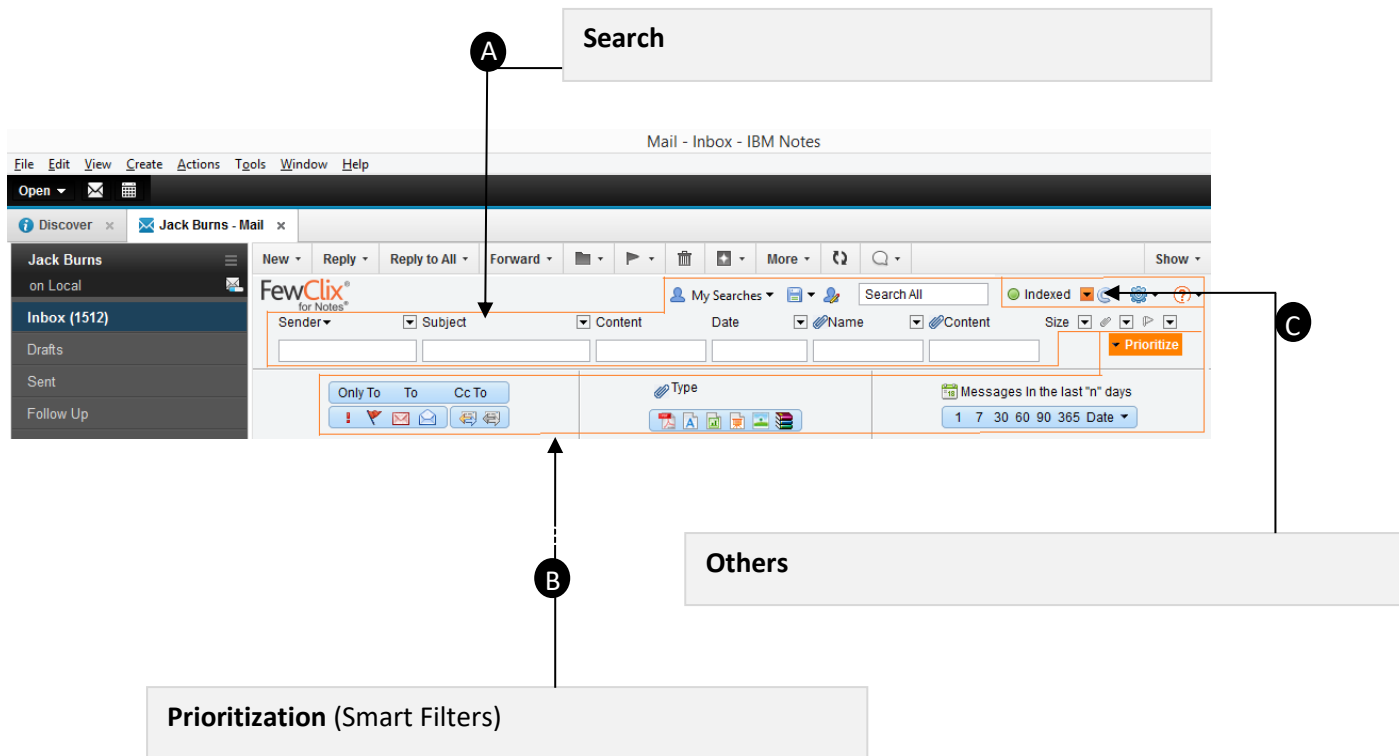 Search
A
Mail - Inbox - IBM Notes
File Edit View Create Actions Tools Window Help
Open
Discover × Jack Burns - Mail ×
Jack Burns
on Local
Inbox (1512)
Drafts
Sent
Follow Up
New Reply Reply to All Forward More Show
FewClix®
for Notes®
My Searches Search All Indexed ?
Sender Subject Content Date Name Content Size
Prioritize
Only To To Cc To
Type
Messages In the last "n" days
1 7 30 60 90 365 Date
C
Others
B
Prioritization (Smart Filters)